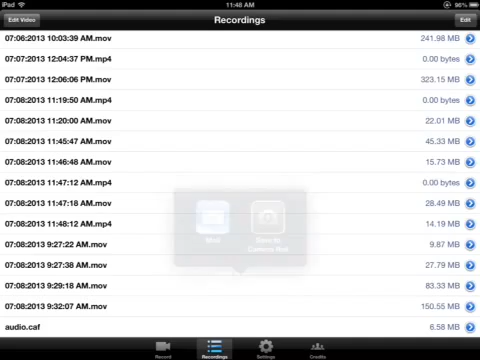 iPad 11:48 AM 96%
Edit Video Recordings Edit
07:06:2013 10:03:39 AM.mov 241.98 MB
07:07:2013 12:04:37 PM.mp4 0.00 bytes
07:07:2013 12:06:06 PM.mov 323.15 MB
07:08:2013 11:19:50 AM.mp4 0.00 bytes
07:08:2013 11:20:00 AM.mov 22.01 MB
07:08:2013 11:45:47 AM.mov 45.33 MB
07:08:2013 11:46:48 AM.mov 15.73 MB
07:08:2013 11:47:12 AM.mp4 0.00 bytes
07:08:2013 11:47:18 AM.mov 28.49 MB
07:08:2013 11:48:12 AM.mp4 14.19 MB
07:08:2013 9:27:22 AM.mov 9.87 MB
07:08:2013 9:27:38 AM.mov 27.79 MB
07:08:2013 9:29:18 AM.mov 83.33 MB
07:08:2013 9:32:07 AM.mov 150.55 MB
audio.caf 6.58 MB
Mail Save to
Camera Roll
Record Recordings Settings Credits